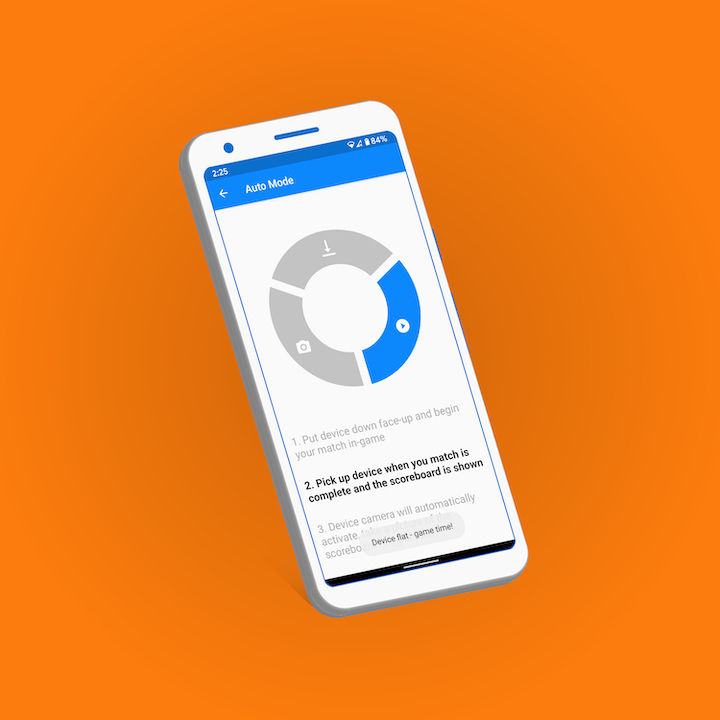 2:25
84%
Auto Mode
1. Put device down face-up and begin
your match in-game
2. Pick up device when you match is
complete and the scoreboard is shown
3. Device camera will automatically
activate,
scorebo
Device flat - game time!